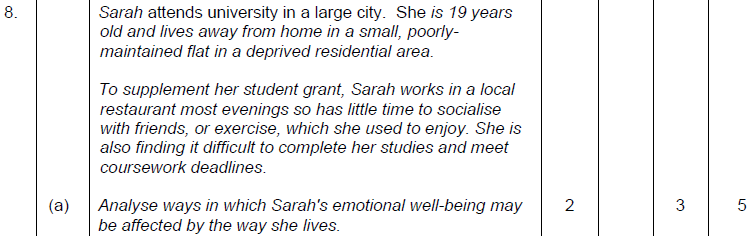 8. Sarah attends university in a large city. She is 19 years
old and lives away from home in a small, poorly-
maintained flat in a deprived residential area.
To supplement her student grant, Sarah works in a local
restaurant most evenings so has little time to socialise
with friends, or exercise, which she used to enjoy. She is
also finding it difficult to complete her studies and meet
coursework deadlines.
(a) Analyse ways in which Sarah's emotional well-being may 2 3 5
be affected by the way she lives.